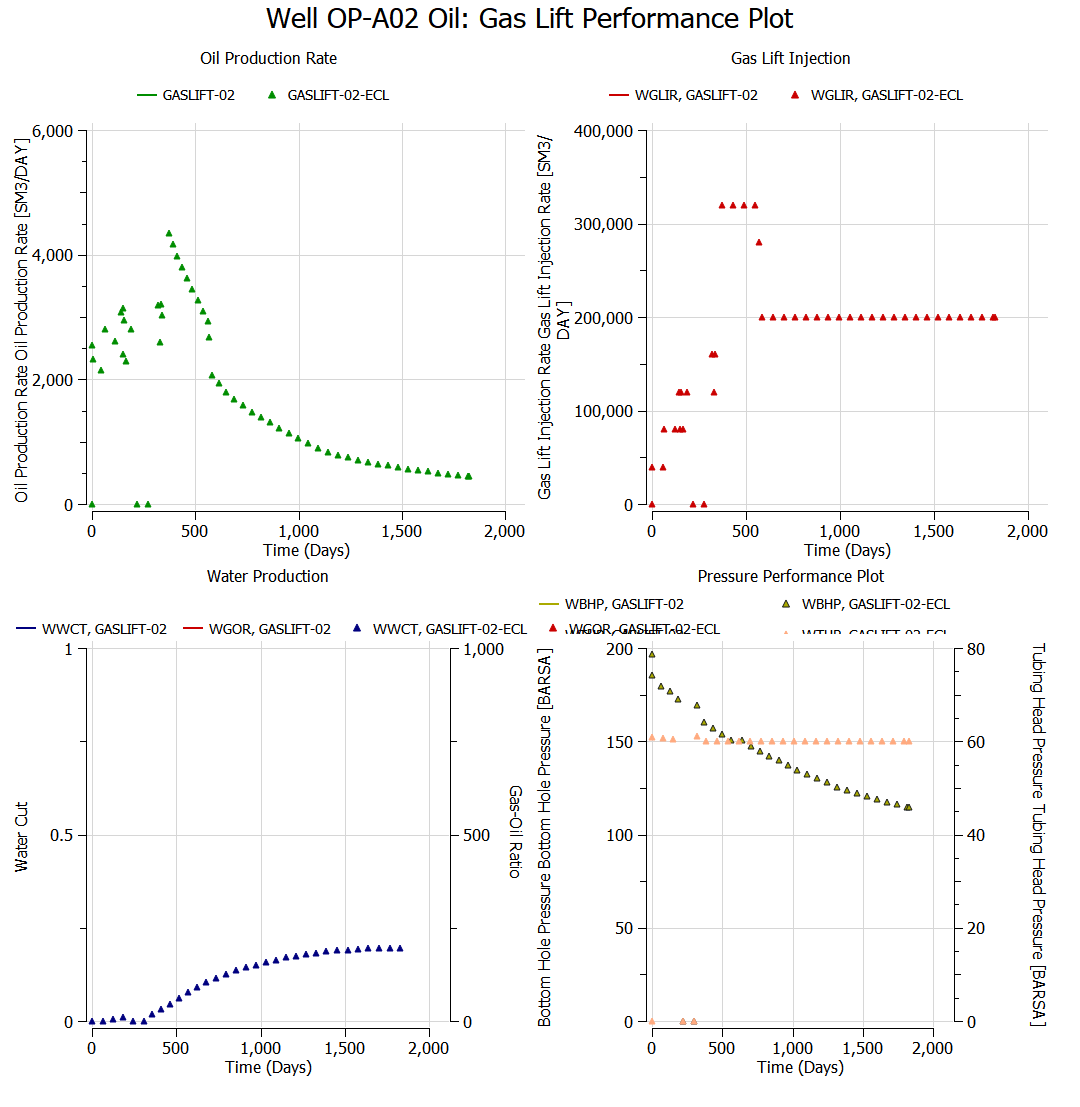 Well OP-A02 Oil: Gas Lift Performance Plot
Oil Production Rate
GASLIFT-02
GASLIFT-02-ECL
Oil Production Rate Oil Production Rate [SM3/DAY]
6,000
4,000
2,000
0
0
500
1,000
1,500
2,000
Time (Days)
Gas Lift Injection
WGLIR, GASLIFT-02
WGLIR, GASLIFT-02-ECL
Gas Lift Injection Rate Gas Lift Injection Rate [SM3/
DAY]
400,000
300,000
200,000
100,000
0
0
500
1,000
1,500
2,000
Time (Days)
Water Production
WWCT, GASLIFT-02
WGOR, GASLIFT-02
WWCT, GASLIFT-02-ECL
WGOR, GASLIFT-02-ECL
Water Cut
1
0.5
0
1,000
500
0
Gas-Oil Ratio
0
500
1,000
1,500
2,000
Time (Days)
Pressure Performance Plot
WBHP, GASLIFT-02
WBHP, GASLIFT-02-ECL
WTHP, GASLIFT-02-ECL
Bottom Hole Pressure Bottom Hole Pressure [BARSA]
200
150
100
50
0
80
60
40
20
0
Tubing Head Pressure Tubing Head Pressure [BARSA]
0
500
1,000
1,500
2,000
Time (Days)